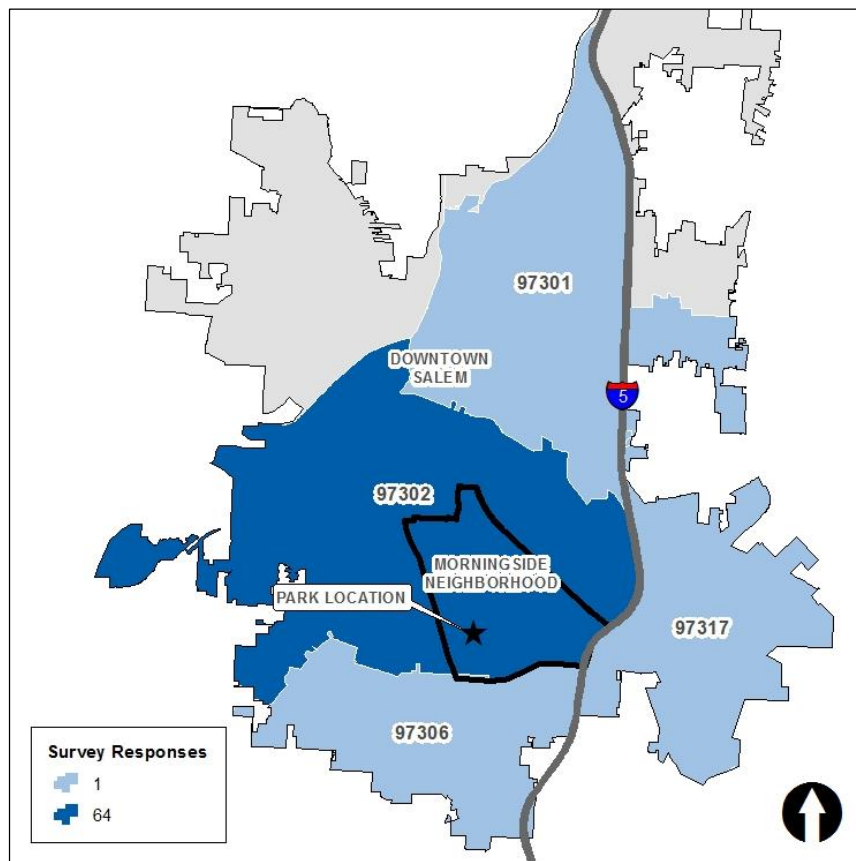 97301
DOWNTOWN
SALEM
5
97302
MORNINGSIDE
NEIGHBORHOOD
PARK LOCATION
97317
97306
Survey Responses
1
64